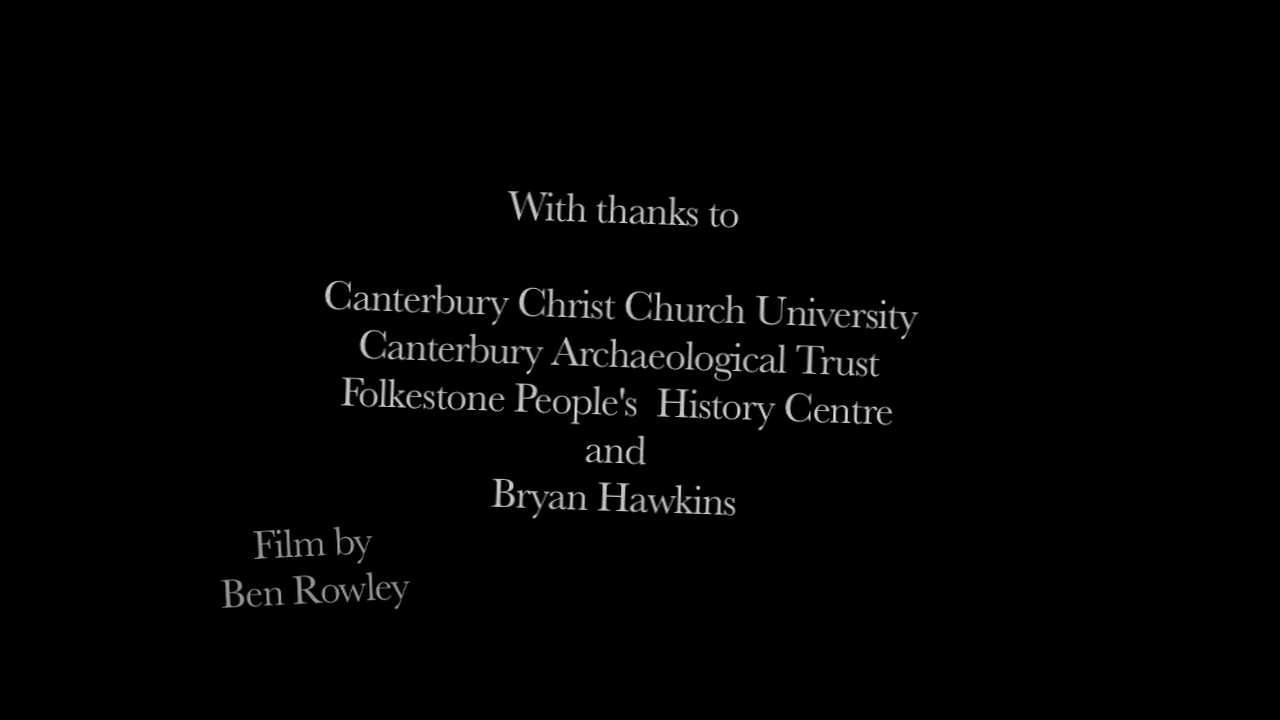 With thanks to
Canterbury Christ Church University
Canterbury Archaeological Trust
Folkestone People's  History Centre
and
Bryan Hawkins
Film by
Ben Rowley